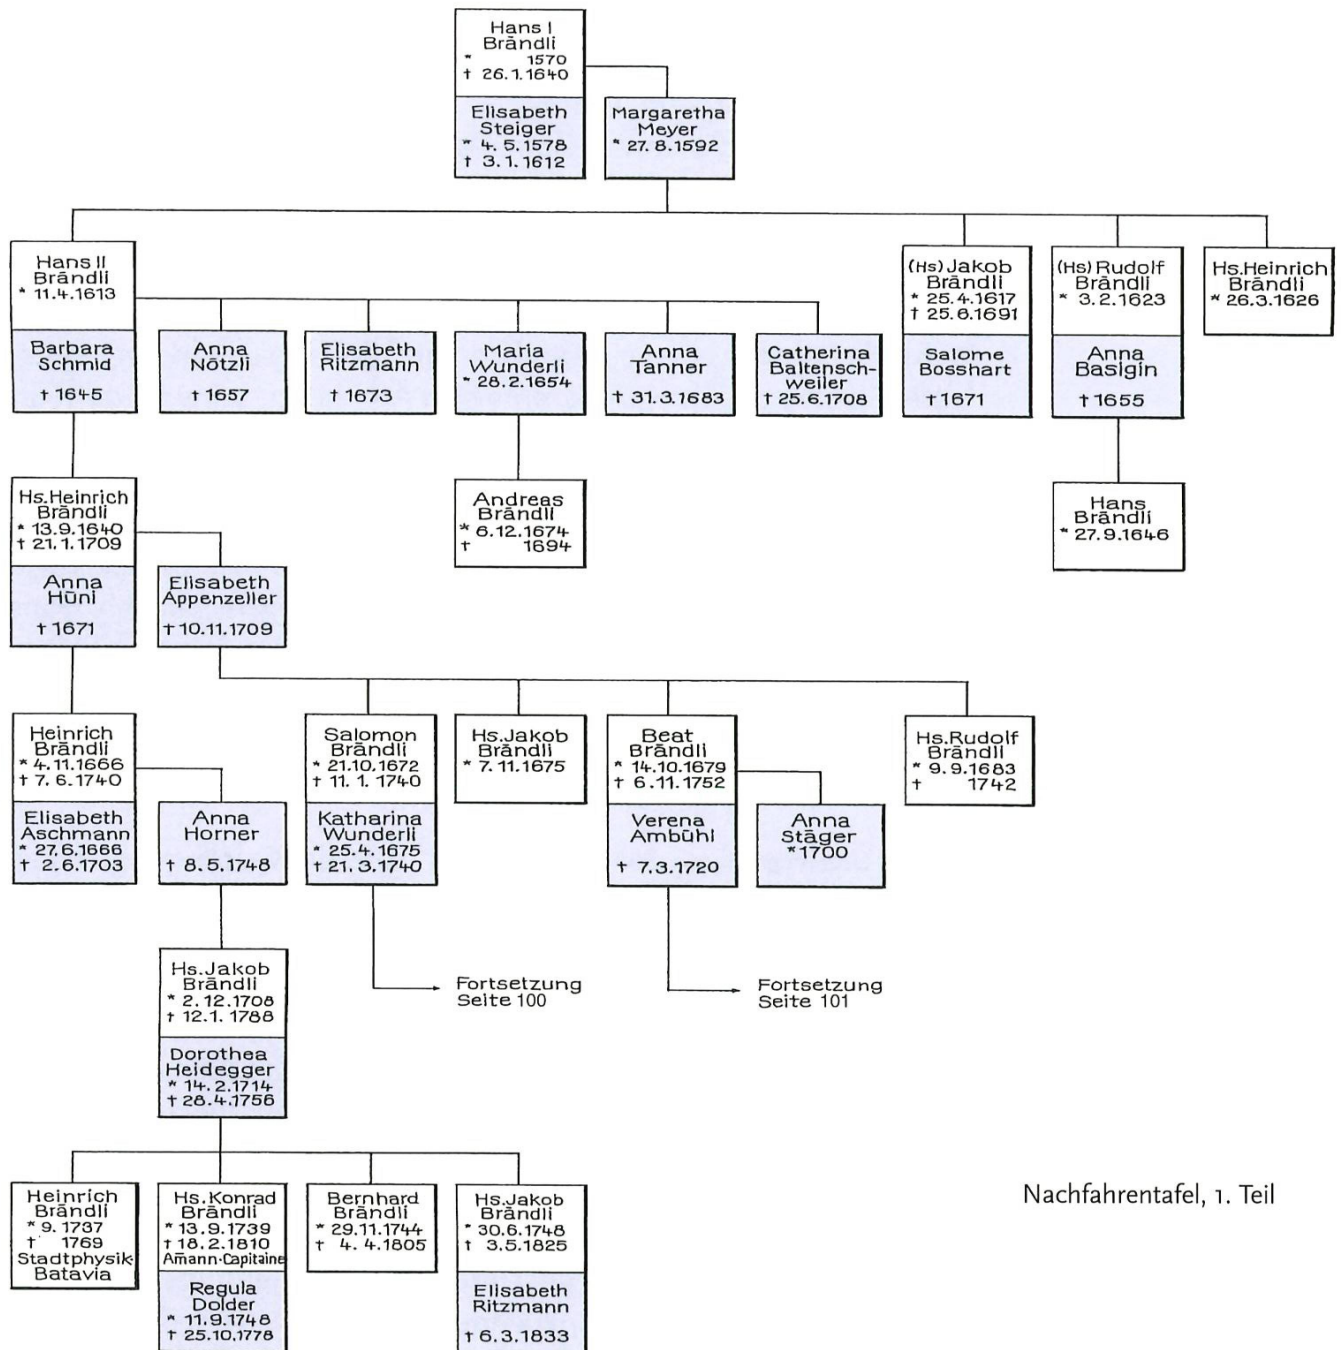 Hans I
Brändli
* 1570
† 26.1.1640
Elisabeth
Steiger
* 4.5.1578
† 3.1.1612
Margaretha
Meyer
* 27.8.1592
Hans II
Brändli
* 11.4.1613
Barbara
Schmid
† 1645
Anna
Nötzli
† 1657
Elisabeth
Ritzmann
† 1673
Maria
Wunderli
* 28.2.1654
Anna
Tanner
† 31.3.1683
Catherina
Baltensch-
weiler
† 25.6.1708
(Hs) Jakob
Brändli
* 25.4.1617
† 25.8.1691
Salome
Bosshart
† 1671
(Hs) Rudolf
Brändli
* 3.2.1623
Anna
Basigin
† 1655
Hs. Heinrich
Brändli
* 26.3.1626
Hs. Heinrich
Brändli
* 13.9.1640
† 21.1.1709
Anna
Hüni
† 1671
Elisabeth
Appenzeller
† 10.11.1709
Andreas
Brändli
* 6.12.1674
† 1694
Hans
Brändli
* 27.9.1646
Heinrich
Brändli
* 4.11.1666
† 7.6.1740
Elisabeth
Aschmann
* 27.6.1666
† 2.6.1703
Anna
Horner
† 8.5.1748
Salomon
Brändli
* 21.10.1672
† 11.1.1740
Katharina
Wunderli
* 25.4.1675
† 21.3.1740
Hs. Jakob
Brändli
* 7.11.1675
Beat
Brändli
* 14.10.1679
† 6.11.1752
Verena
Ambühl
† 7.3.1720
Anna
Stäger
* 1700
Hs. Rudolf
Brändli
* 9.9.1683
† 1742
Hs. Jakob
Brändli
* 2.12.1708
† 12.1.1788
Dorothea
Heidegger
* 14.2.1714
† 28.4.1756
Fortsetzung
Seite 100
Fortsetzung
Seite 101
Heinrich
Brändli
* 9.1737
† 1769
Stadtphysik-
Batavia
Hs. Konrad
Brändli
* 13.9.1739
† 18.2.1810
Amann-Capitaine
Regula
Dolder
* 11.9.1748
† 25.10.1778
Bernhard
Brändli
* 29.11.1744
† 4.4.1805
Hs. Jakob
Brändli
* 30.6.1748
† 3.5.1825
Elisabeth
Ritzmann
† 6.3.1833
Nachfahrentafel, 1. Teil